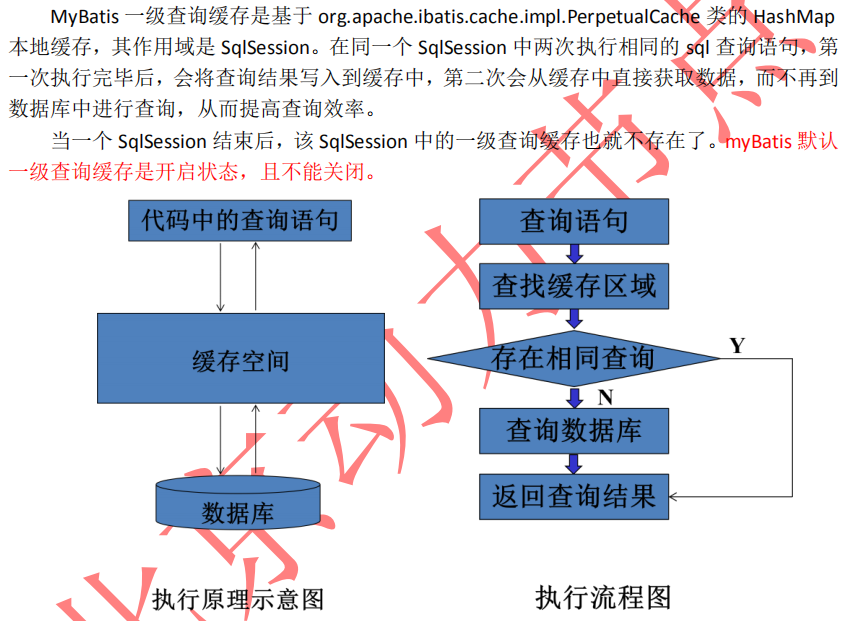 MyBatis 一级查询缓存是基于 org.apache.ibatis.cache.impl.PerpetualCache 类的 HashMap
本地缓存，其作用域是 SqlSession。在同一个 SqlSession 中两次执行相同的 sql 查询语句，第
一次执行完毕后，会将查询结果写入到缓存中，第二次会从缓存中直接获取数据，而不再到
数据库中进行查询，从而提高查询效率。
当一个 SqlSession 结束后，该 SqlSession 中的一级查询缓存也就不存在了。myBatis 默认
一级查询缓存是开启状态，且不能关闭。
代码中的查询语句
缓存空间
数据库
执行原理示意图
查询语句
查找缓存区域
存在相同查询
Y
N
查询数据库
返回查询结果
执行流程图
北京动力节点